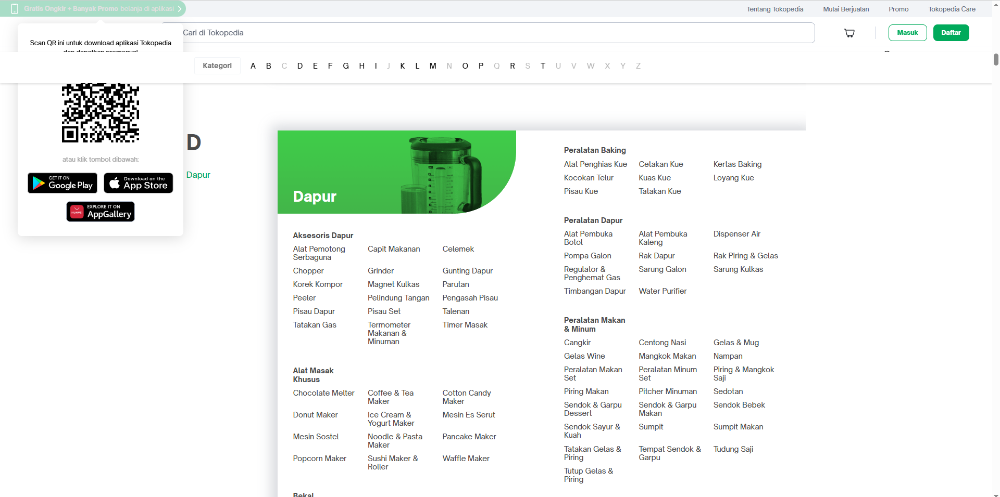 Gratis Ongkir + Banyak Promo belanja di aplikasi
Tentang Tokopedia
Mulai Berjualan
Promo
Tokopedia Care
Scan QR ini untuk download aplikasi Tokopedia
Cari di Tokopedia
Masuk
Daftar
Kategori A B C D E F G H I J K L M N O P Q R S T U V W X Y Z
atau klik tombol dibawah:
GET IT ON
Google Play
Download on the
App Store
EXPLORE IT ON
AppGallery
HUAWEI
D
Dapur
Dapur
Aksesoris Dapur
Alat Pemotong
Serbaguna
Capit Makanan
Celemek
Chopper
Grinder
Gunting Dapur
Korek Kompor
Magnet Kulkas
Parutan
Peeler
Pelindung Tangan
Pengasah Pisau
Pisau Dapur
Pisau Set
Talenan
Tatakan Gas
Termometer
Makanan &
Minuman
Timer Masak
Alat Masak
Khusus
Chocolate Melter
Coffee & Tea
Maker
Cotton Candy
Maker
Donut Maker
Ice Cream &
Yogurt Maker
Mesin Es Serut
Mesin Sostel
Noodle & Pasta
Maker
Pancake Maker
Popcorn Maker
Sushi Maker &
Roller
Waffle Maker
Bekal
Peralatan Baking
Alat Penghias Kue
Cetakan Kue
Kertas Baking
Kocokan Telur
Kuas Kue
Loyang Kue
Pisau Kue
Tatakan Kue
Peralatan Dapur
Alat Pembuka
Botol
Alat Pembuka
Kaleng
Dispenser Air
Pompa Galon
Rak Dapur
Rak Piring & Gelas
Regulator &
Penghemat Gas
Sarung Galon
Sarung Kulkas
Timbangan Dapur
Water Purifier
Peralatan Makan
& Minum
Cangkir
Centong Nasi
Gelas & Mug
Gelas Wine
Mangkok Makan
Nampan
Peralatan Makan
Set
Peralatan Minum
Set
Piring & Mangkok
Saji
Piring Makan
Pitcher Minuman
Sedotan
Sendok & Garpu
Dessert
Sendok & Garpu
Makan
Sendok Bebek
Sendok Sayur &
Kuah
Sumpit
Sumpit Makan
Tatakan Gelas &
Piring
Tempat Sendok &
Garpu
Tudung Saji
Tutup Gelas &
Piring